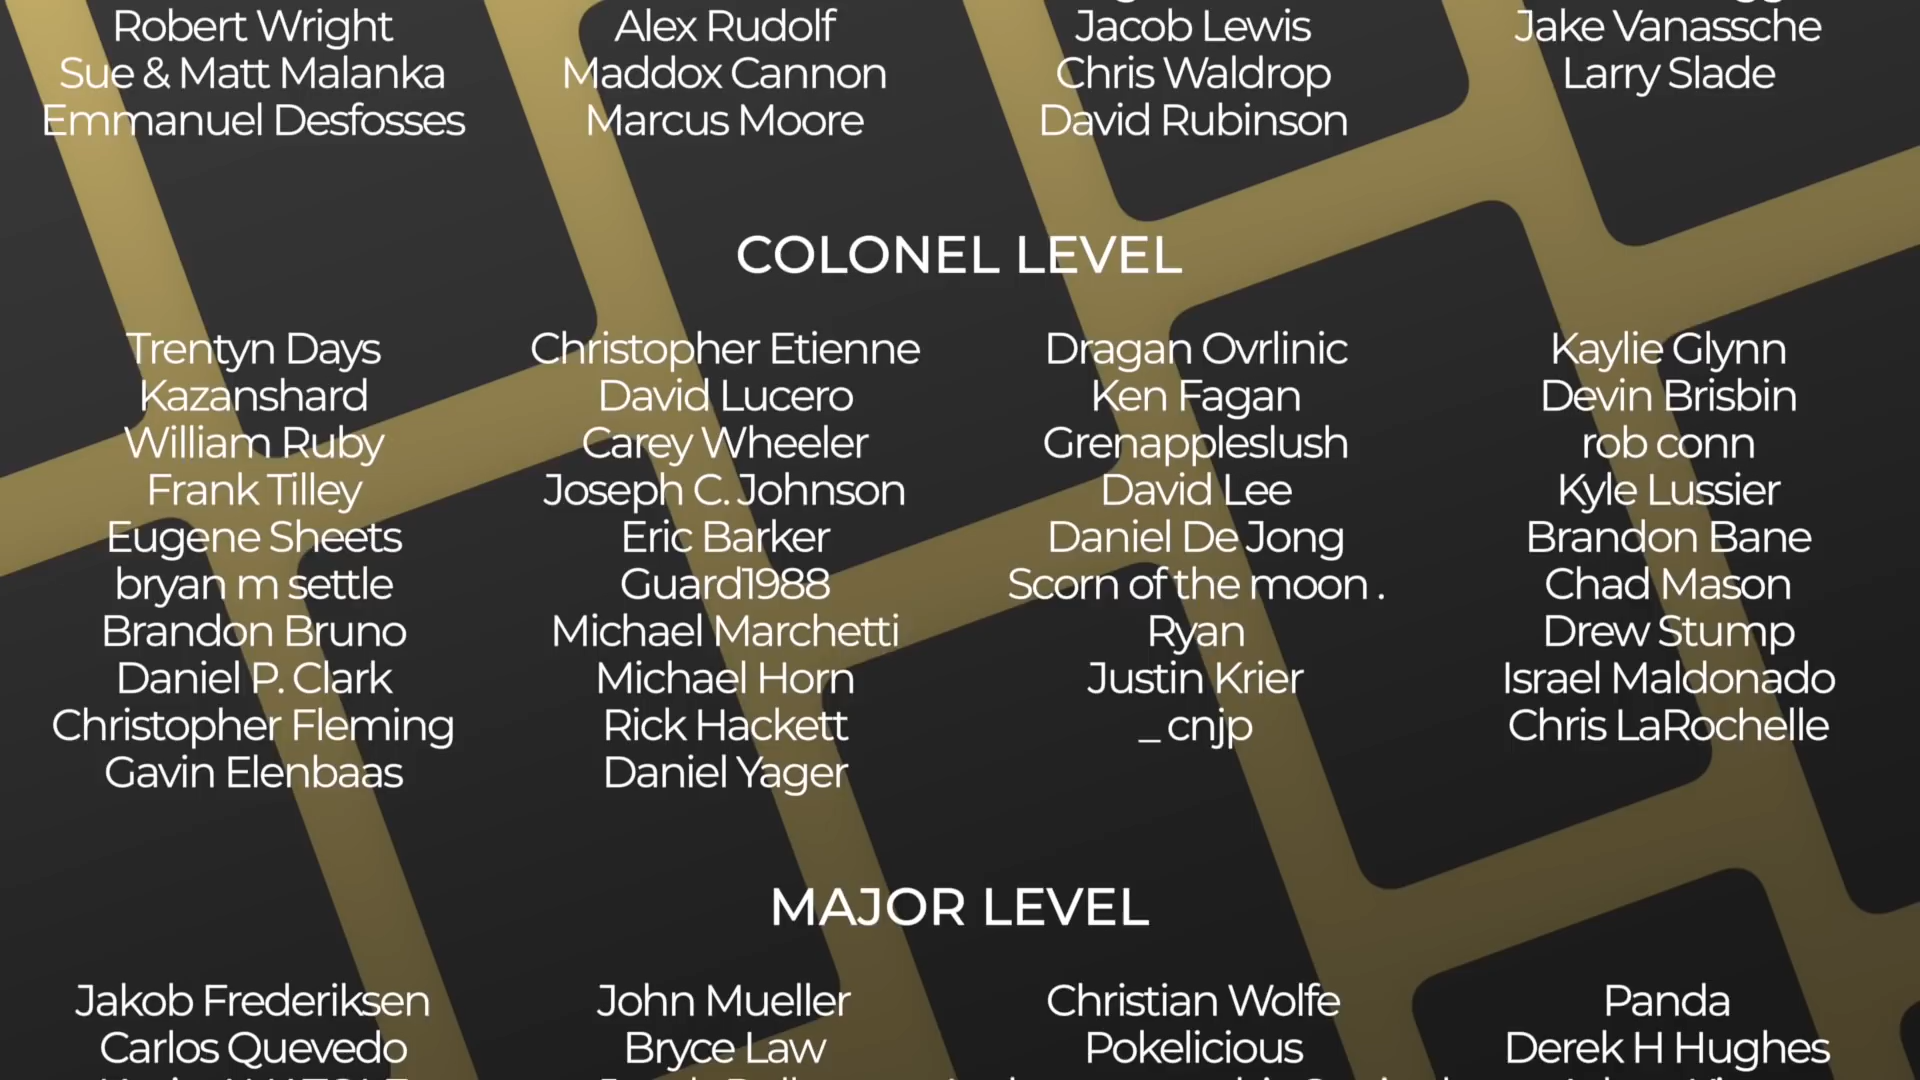 Robert Wright
Sue & Matt Malanka
Emmanuel Desfosses
Alex Rudolf
Maddox Cannon
Marcus Moore
Jacob Lewis
Chris Waldrop
David Rubinson
Jake Vanassche
Larry Slade
COLONEL LEVEL
Trentyn Days
Kazanshard
William Ruby
Frank Tilley
Eugene Sheets
bryan m settle
Brandon Bruno
Daniel P. Clark
Christopher Fleming
Gavin Elenbaas
Christopher Etienne
David Lucero
Carey Wheeler
Joseph C. Johnson
Eric Barker
Guard1988
Michael Marchetti
Michael Horn
Rick Hackett
Daniel Yager
Dragan Ovrlinic
Ken Fagan
Grenappleslush
David Lee
Daniel De Jong
Scorn of the moon .
Ryan
Justin Krier
_ cnjp
Kaylie Glynn
Devin Brisbin
rob conn
Kyle Lussier
Brandon Bane
Chad Mason
Drew Stump
Israel Maldonado
Chris LaRochelle
MAJOR LEVEL
Jakob Frederiksen
Carlos Quevedo
John Mueller
Bryce Law
Christian Wolfe
Pokelicious
Panda
Derek H Hughes